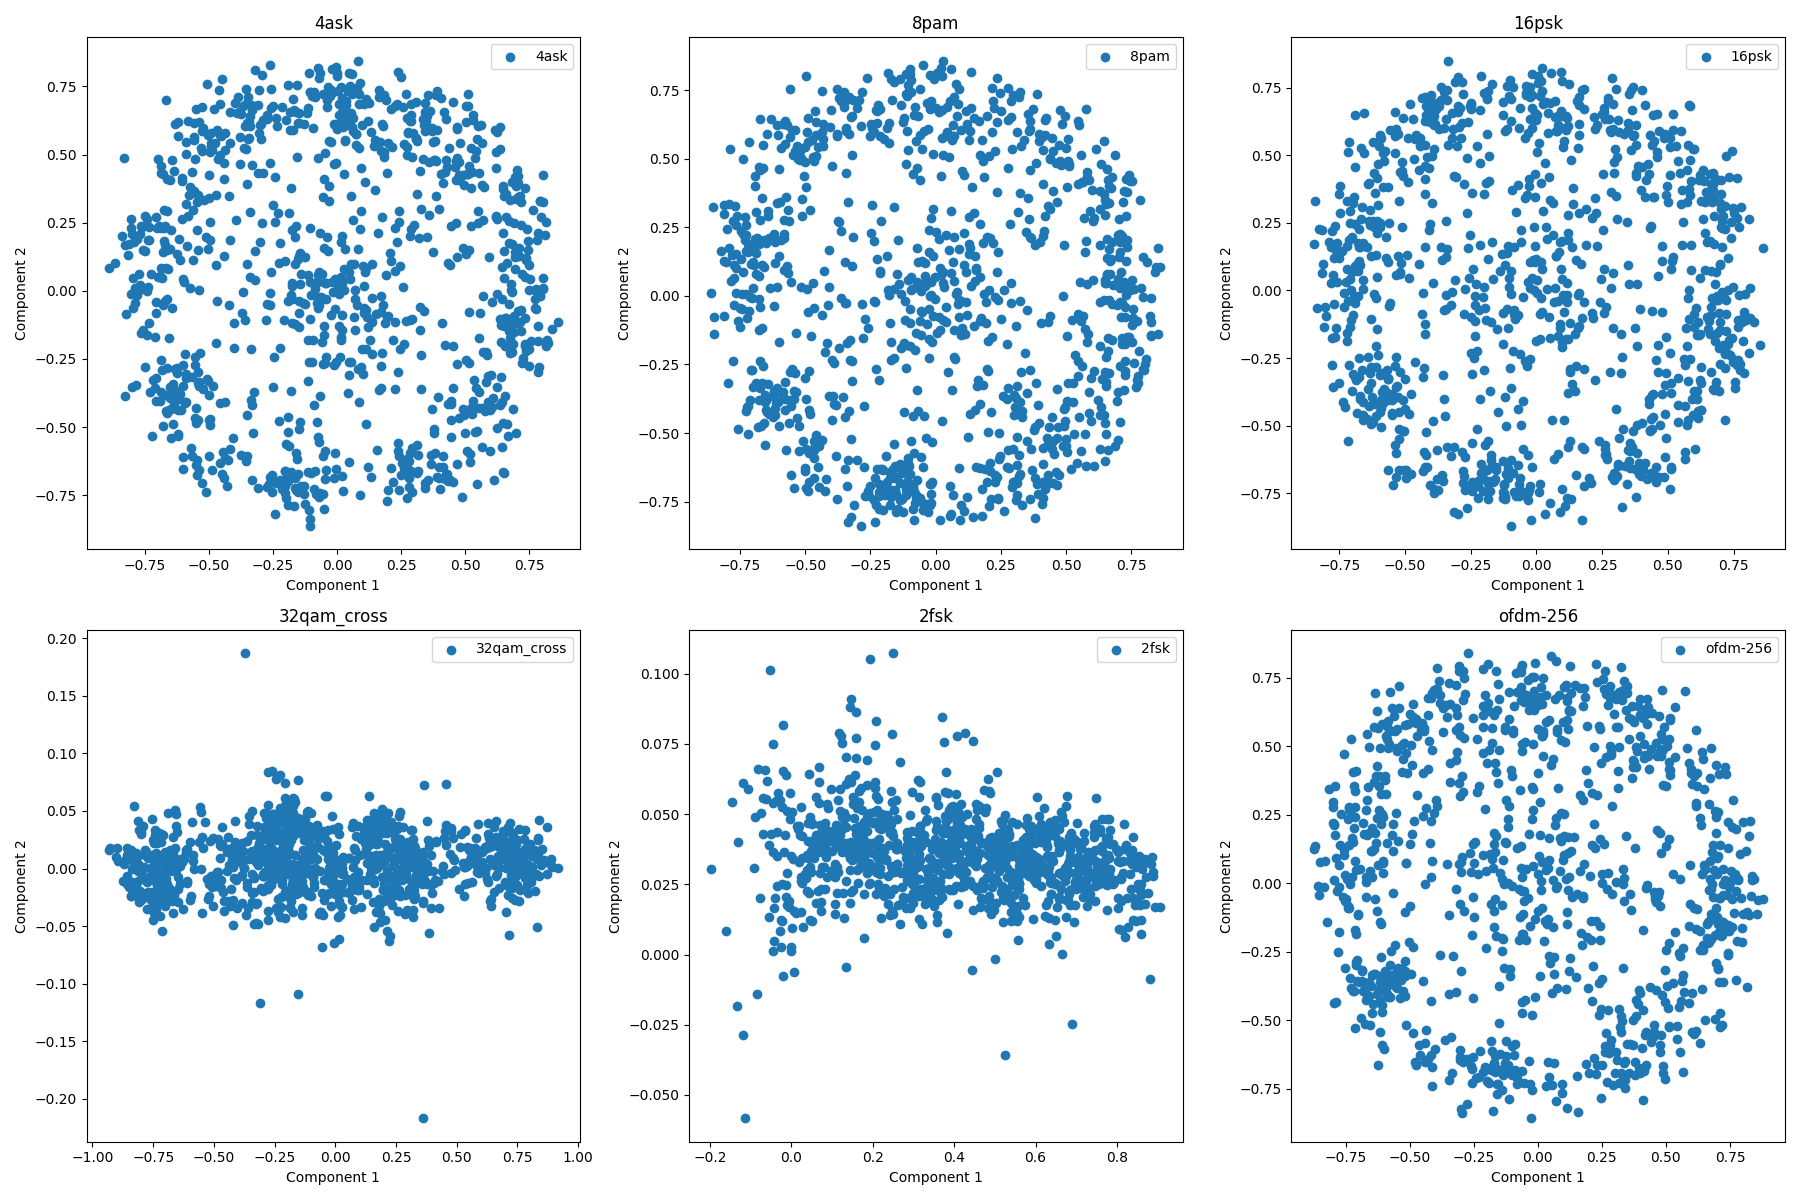 4ask
4ask
0.75
0.50
0.25
0.00
−0.25
−0.50
−0.75
Component 2
−0.75 −0.50 −0.25 0.00 0.25 0.50 0.75
Component 1
8pam
8pam
0.75
0.50
0.25
0.00
−0.25
−0.50
−0.75
Component 2
−0.75 −0.50 −0.25 0.00 0.25 0.50 0.75
Component 1
16psk
16psk
0.75
0.50
0.25
0.00
−0.25
−0.50
−0.75
Component 2
−0.75 −0.50 −0.25 0.00 0.25 0.50 0.75
Component 1
32qam_cross
32qam_cross
0.20
0.15
0.10
0.05
0.00
−0.05
−0.10
−0.15
−0.20
Component 2
−1.00 −0.75 −0.50 −0.25 0.00 0.25 0.50 0.75 1.00
Component 1
2fsk
2fsk
0.100
0.075
0.050
0.025
0.000
−0.025
−0.050
Component 2
−0.2 0.0 0.2 0.4 0.6 0.8
Component 1
ofdm-256
ofdm-256
0.75
0.50
0.25
0.00
−0.25
−0.50
−0.75
Component 2
−0.75 −0.50 −0.25 0.00 0.25 0.50 0.75
Component 1